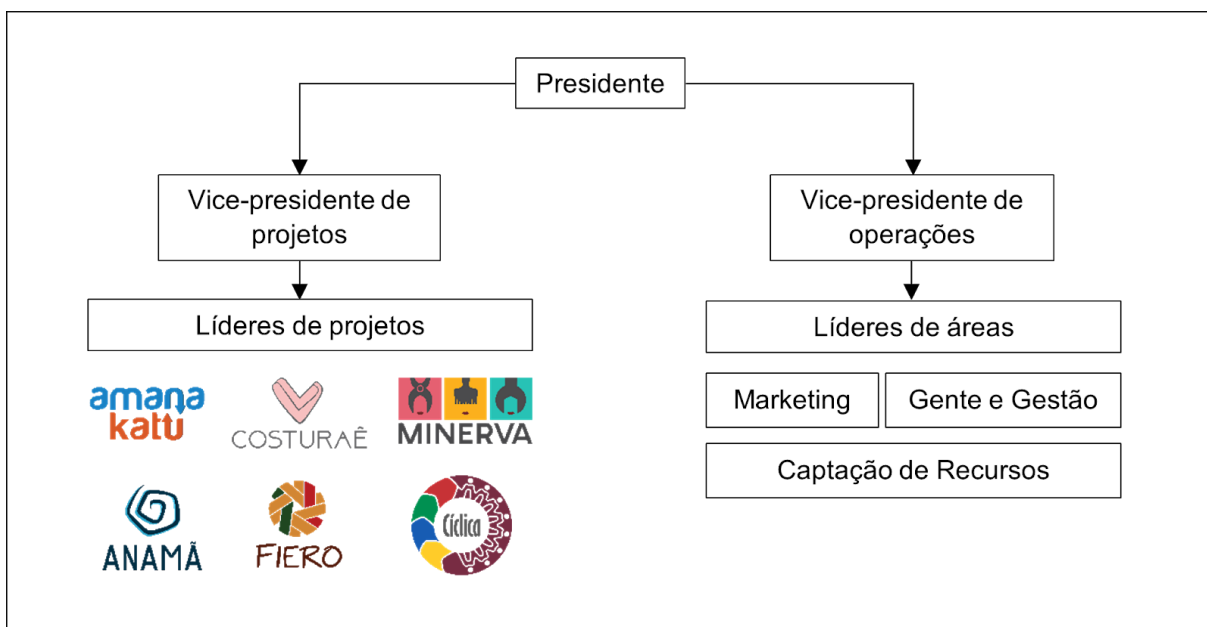 Presidente
Vice-presidente de
projetos
Vice-presidente de
operações
Líderes de projetos
Líderes de áreas
amana
katu
COSTURAÊ
MINERVA
Marketing
Gente e Gestão
Captação de Recursos
ANAMÃ
FIERO
Cíclica